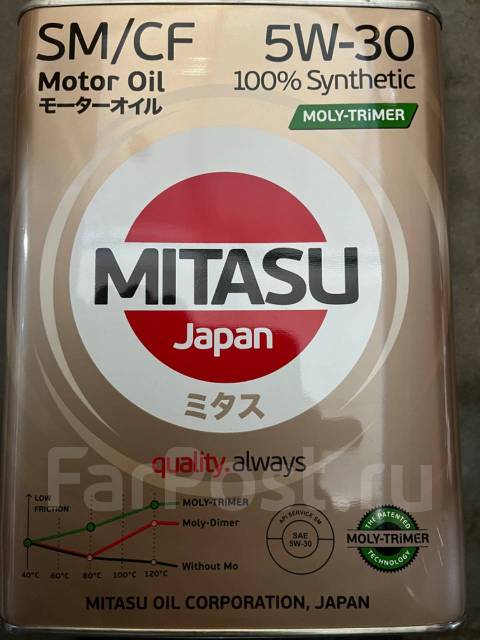 SM/CF
5W-30
Motor Oil
100% Synthetic
モーターオイル
MOLY-TRiMER
MITASU
Japan
ミタス
quality.always
FarPost.ru
LOW
FRICTION
MOLY-TRiMER
Moly-Dimer
Without Mo
40°C 60°C 80°C 100°C 120°C
API SERVICE SM
SAE
5W-30
THE PATENTED
MOLY-TRiMER
TECHNOLOGY
MITASU OIL CORPORATION, JAPAN